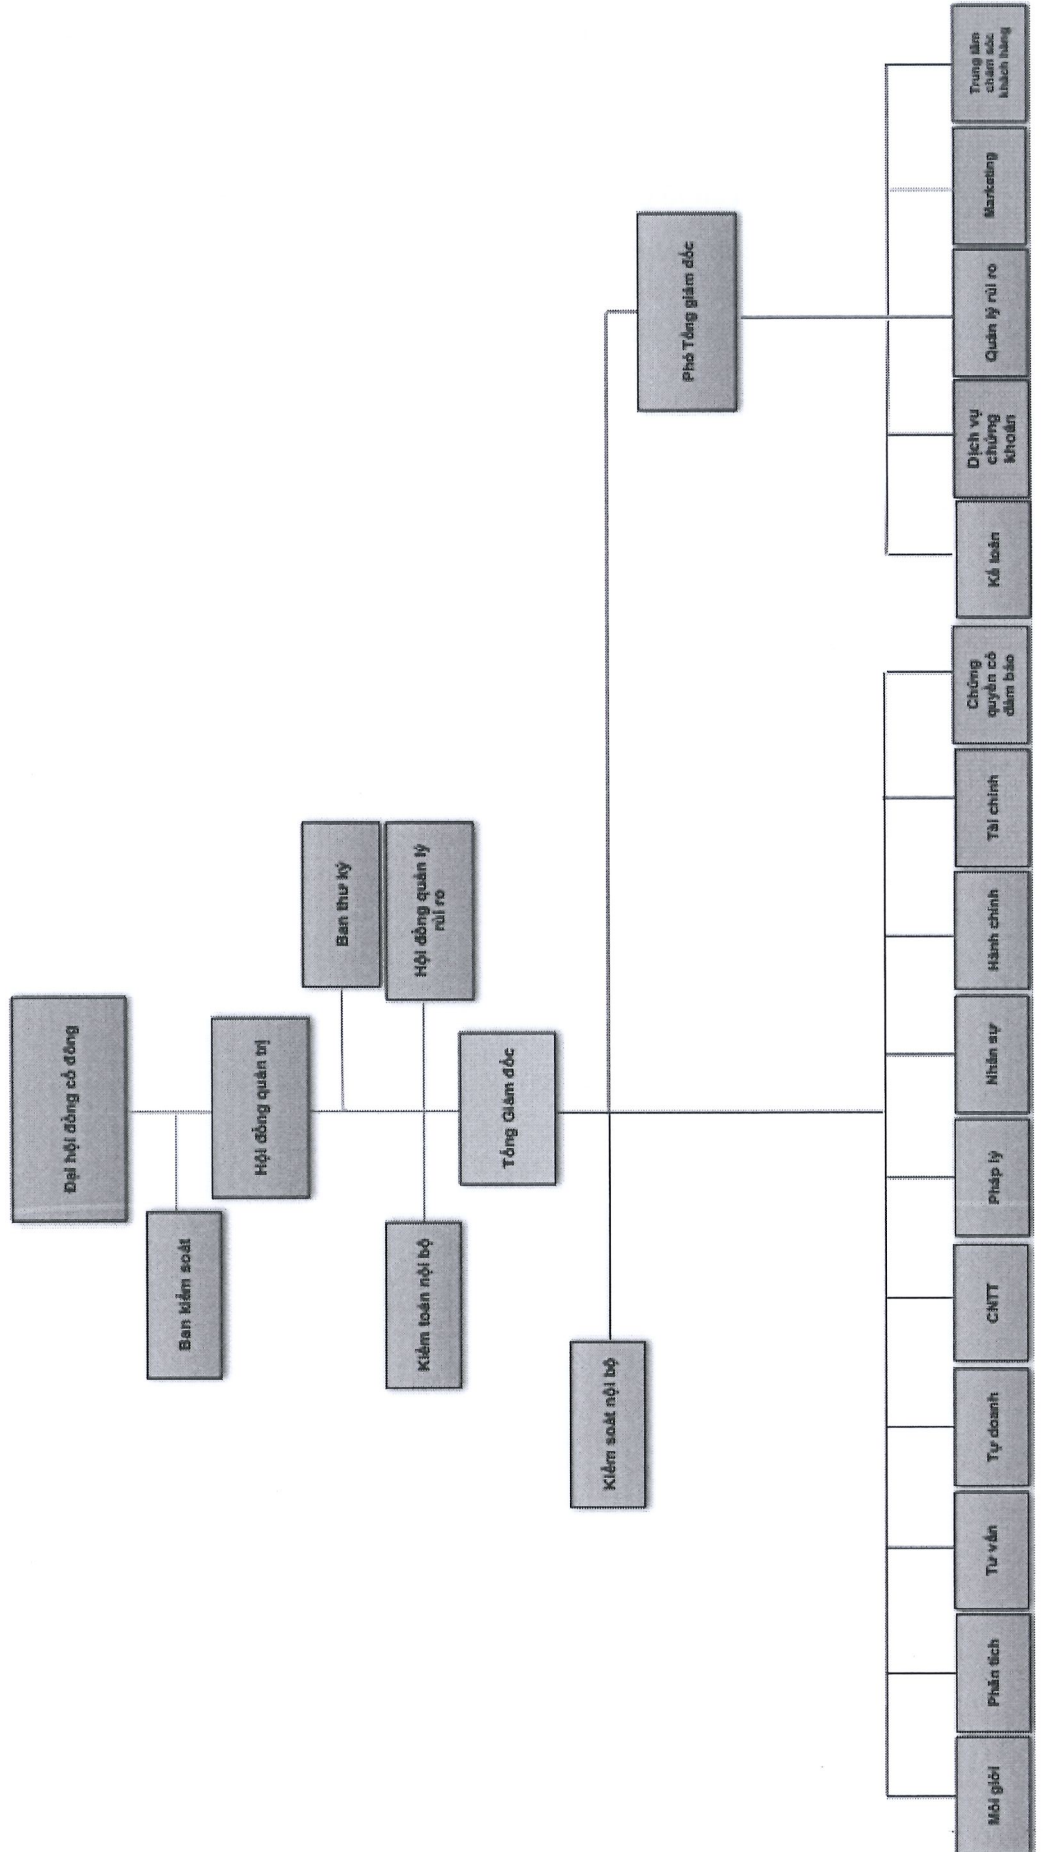 Đại hội đồng cổ đông
Ban kiểm soát
Hội đồng quản trị
Ban thư ký
Kiểm toán nội bộ
Hội đồng quản lý
rủi ro
Tổng Giám đốc
Kiểm soát nội bộ
Phó Tổng giám đốc
Môi giới
Phân tích
Tư vấn
Tự doanh
CNTT
Pháp lý
Nhân sự
Hành chính
Tài chính
Chứng
quyền có
đảm bảo
Kế toán
Dịch vụ
chứng
khoán
Quản lý rủi ro
Marketing
Trung tâm
chăm sóc
khách hàng